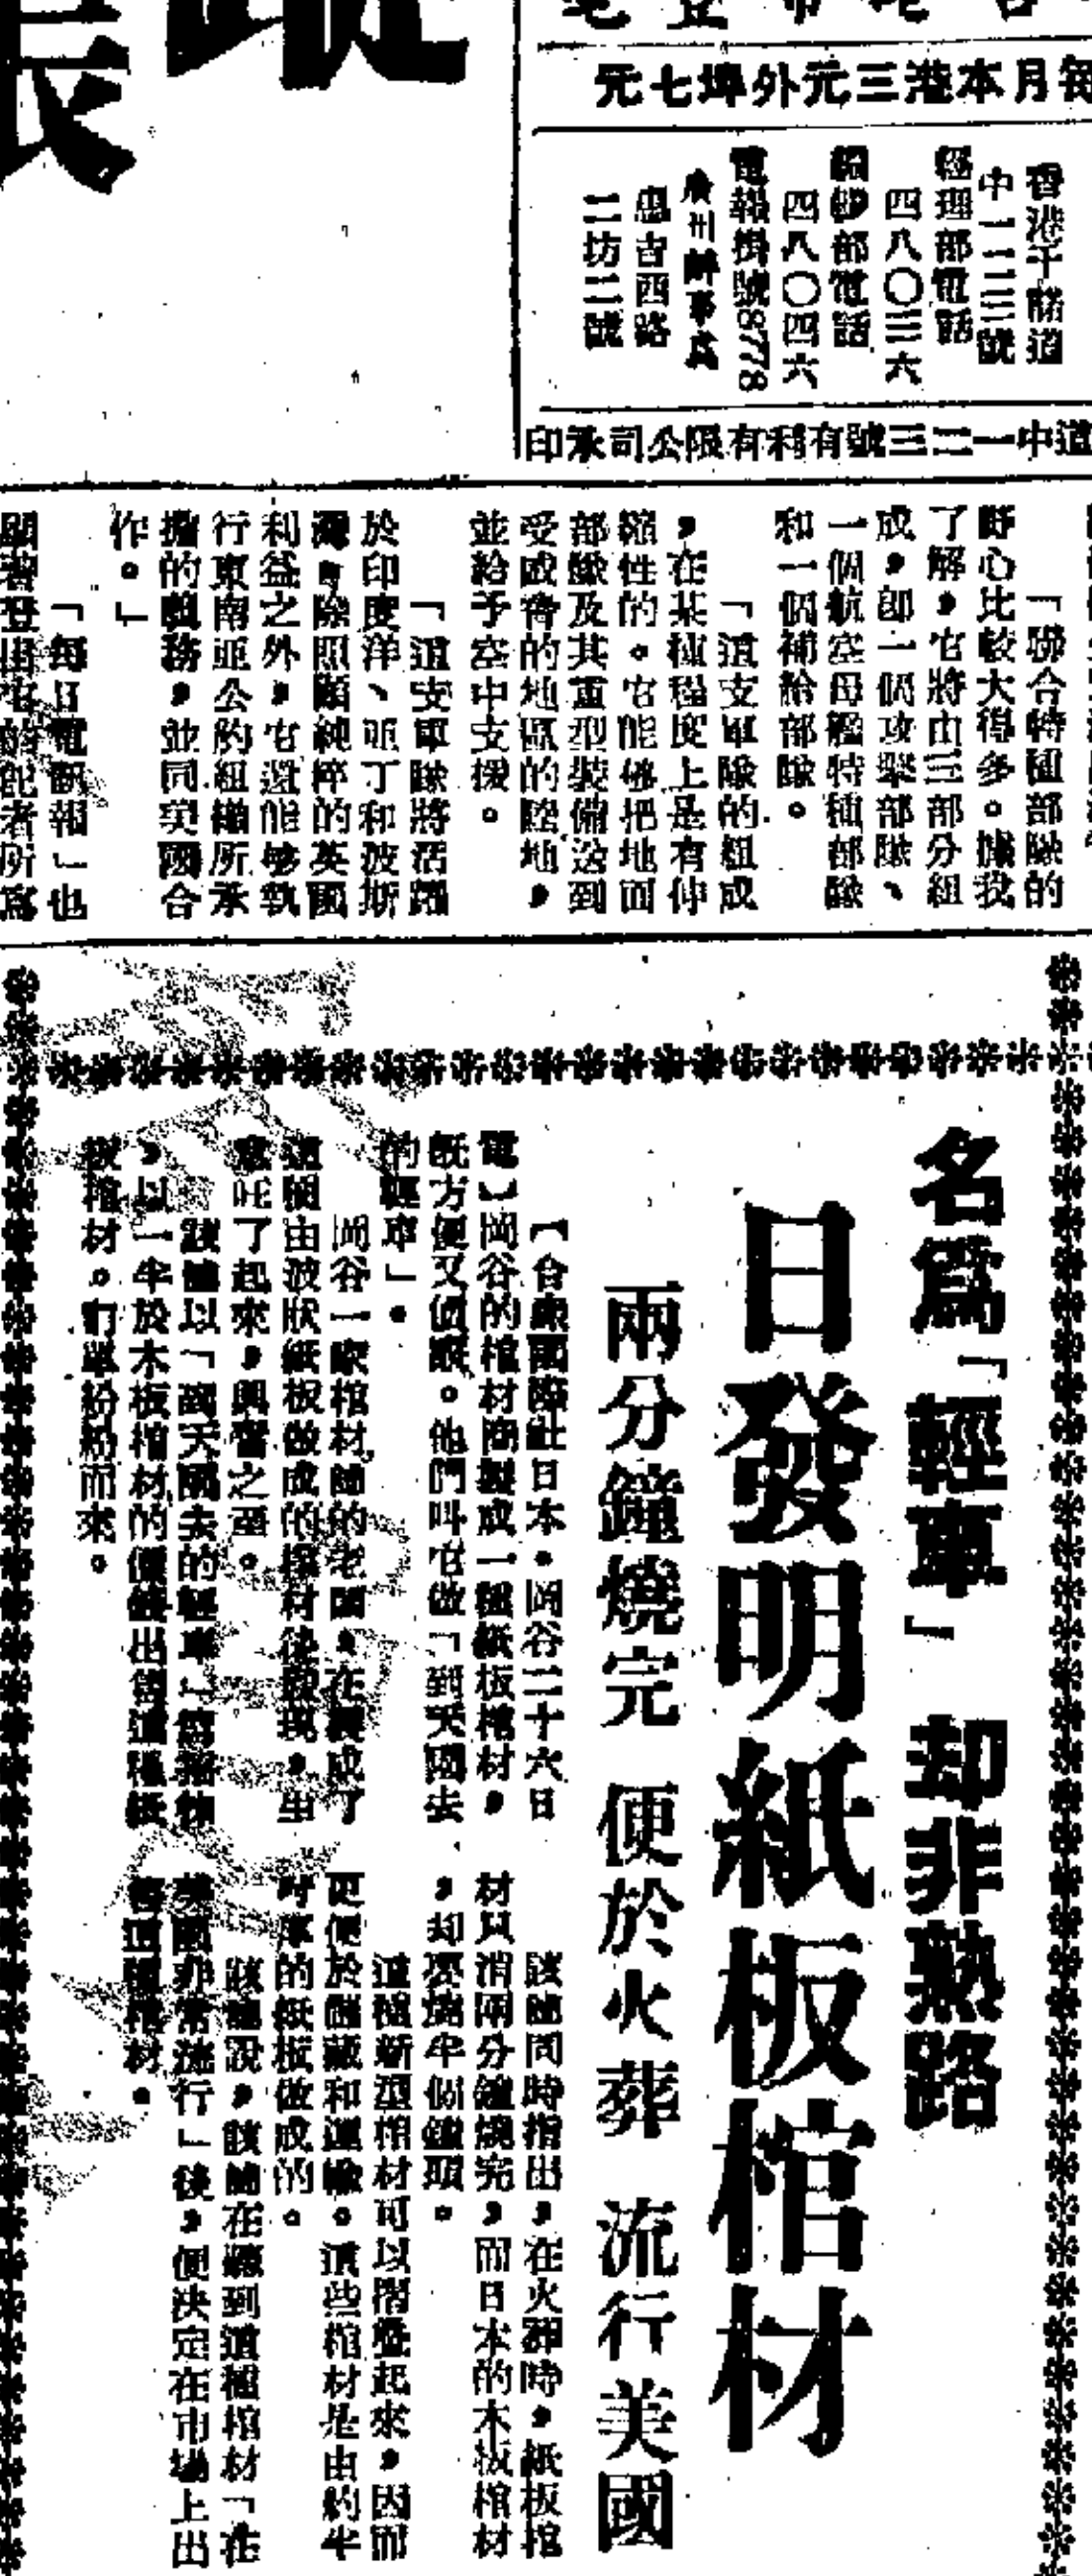 每月本港三元外埠七元
香港干諾道
中一二三號
經理部電話
四八〇三六
編輯部電話
四八〇四六
電報掛號8778
廣州辦事處
惠吉西路
二坊二號
道中一二三號有利有限公司承印
「聯合特種部隊的
野心比較大得多。據我
了解，它將由三部分組
成，卽一個攻擊部隊、
一個航空母艦特種部隊
和一個補給部隊。
「這支軍隊的組成
，在某種程度上是有伸
縮性的。它能够把地面
部隊及其重型裝備送到
受威脅的地區的陸地，
並給予空中支援。
「這支軍隊將活躍
於印度洋、亞丁和波斯
灣，除照顧純粹的英國
利益之外，它還能够執
行東南亞公約組織所承
擔的義務，並同美國合
作。」
「每日電訊報」也
名爲「輕車」 却非熟路
日發明紙板棺材
兩分鐘燒完 便於火葬 流行美國
【合衆國際社日本·岡谷二十六日
電】岡谷的棺材商製成一種紙板棺材，
旣方便又價廉。他們叫它做「到天國去
的輕車」。
岡谷一家棺材舖的老闆，在製成了
這個由波狀紙板做成的棺材後發現，生
意旺了起來，興奮之至。
該舖以「到天國去的輕車」爲招徠
，以一半於木板棺材的價錢出售這種紙
板棺材。訂單紛紛而來。
該舖同時指出，在火葬時，紙板棺
材只消兩分鐘燒完，而日本的木板棺材
，却要燒半個鐘頭。
這種新型棺材可以摺疊起來，因而
更便於儲藏和運輸。這些棺材是由約半
吋厚的紙板做成的。
該舖說，該舖在聽到這種棺材「在
美國非常流行」後，便決定在市場上出
售這種棺材。